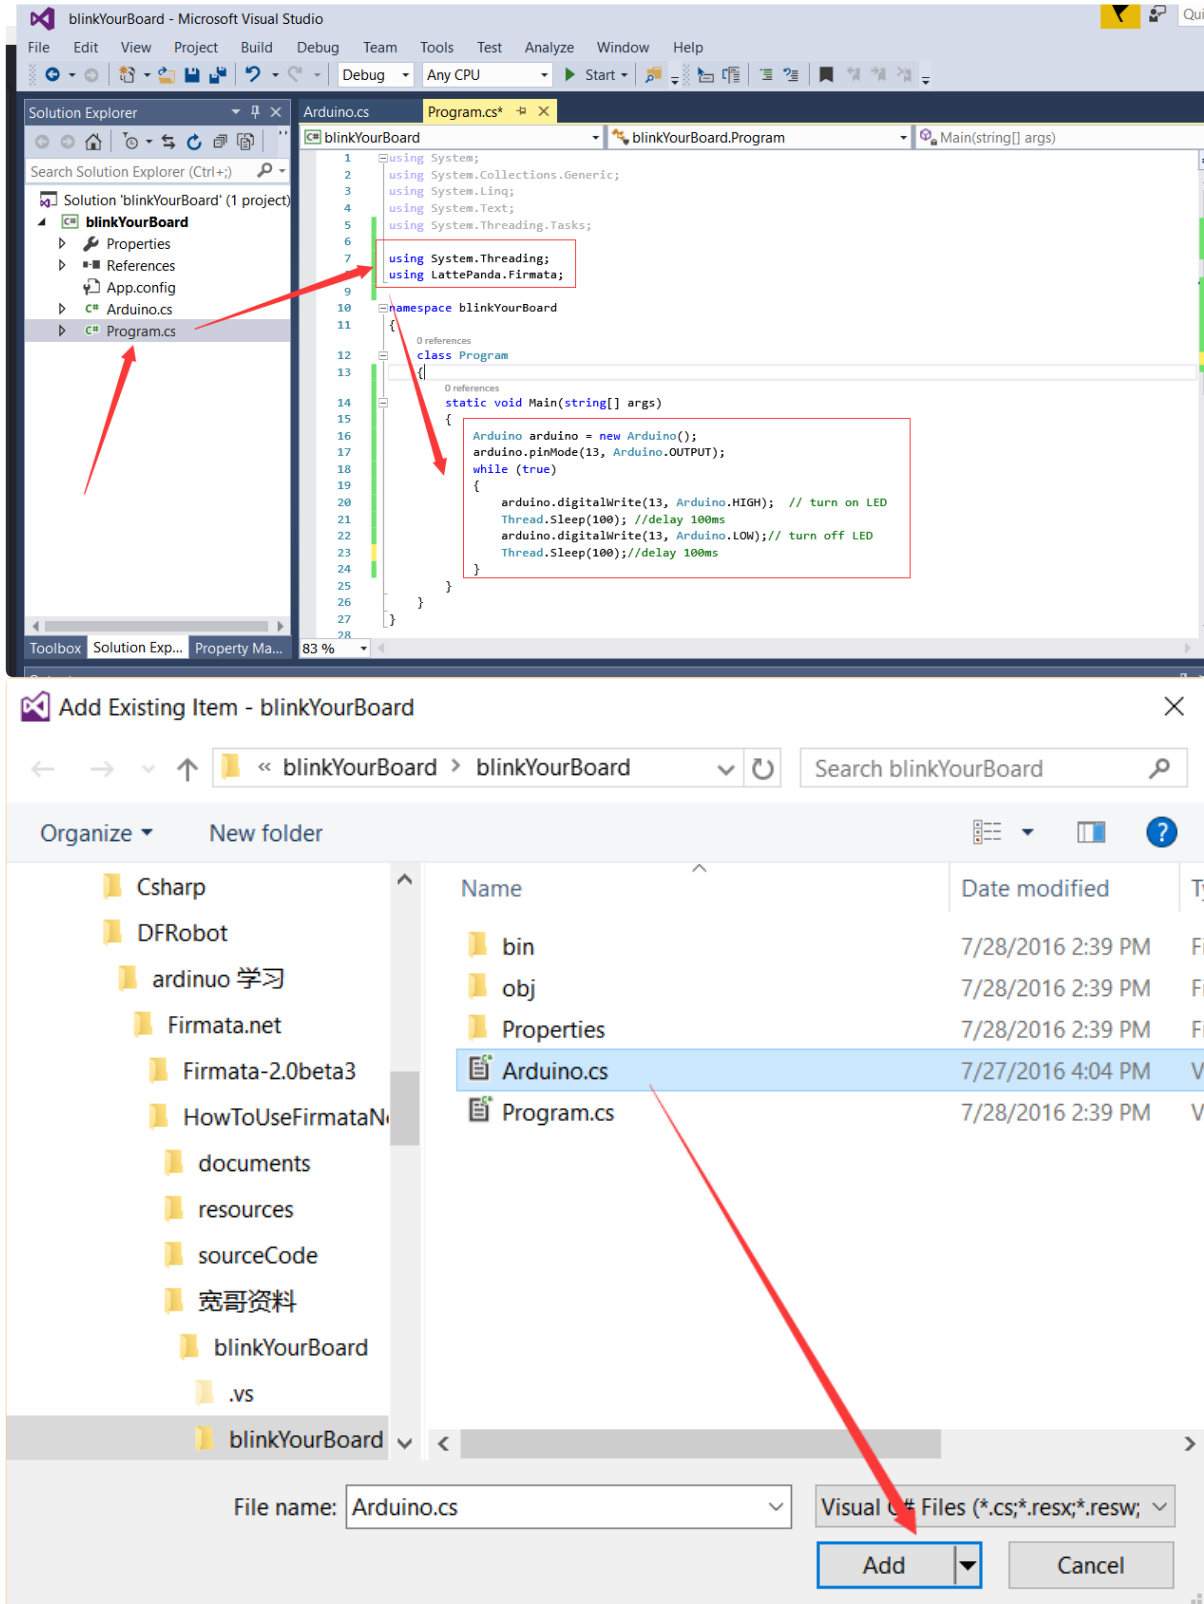 blinkYourBoard - Microsoft Visual Studio
File Edit View Project Build Debug Team Tools Test Analyze Window Help
Debug Any CPU Start
Solution Explorer
Search Solution Explorer (Ctrl+;)
Solution 'blinkYourBoard' (1 project)
C# blinkYourBoard
Properties
References
App.config
C# Arduino.cs
C# Program.cs
Toolbox Solution Exp... Property Ma...
Arduino.cs Program.cs*
C# blinkYourBoard blinkYourBoard.Program Main(string[] args)
1 using System;
2 using System.Collections.Generic;
3 using System.Linq;
4 using System.Text;
5 using System.Threading.Tasks;
6
7 using System.Threading;
using LattePanda.Firmata;
9
10 namespace blinkYourBoard
11 {
0 references
12 class Program
13 {
0 references
14 static void Main(string[] args)
15 {
16 Arduino arduino = new Arduino();
17 arduino.pinMode(13, Arduino.OUTPUT);
18 while (true)
19 {
20 arduino.digitalWrite(13, Arduino.HIGH); // turn on LED
21 Thread.Sleep(100); //delay 100ms
22 arduino.digitalWrite(13, Arduino.LOW);// turn off LED
23 Thread.Sleep(100);//delay 100ms
24 }
25 }
26 }
27 }
28
83 %
Add Existing Item - blinkYourBoard
« blinkYourBoard > blinkYourBoard
Search blinkYourBoard
Organize New folder
Csharp
DFRobot
ardinuo 学习
Firmata.net
Firmata-2.0beta3
HowToUseFirmataN
documents
resources
sourceCode
宽哥资料
blinkYourBoard
.vs
blinkYourBoard
Name Date modified
bin 7/28/2016 2:39 PM
obj 7/28/2016 2:39 PM
Properties 7/28/2016 2:39 PM
Arduino.cs 7/27/2016 4:04 PM
Program.cs 7/28/2016 2:39 PM
File name: Arduino.cs
Visual C# Files (*.cs;*.resx;*.resw;
Add Cancel